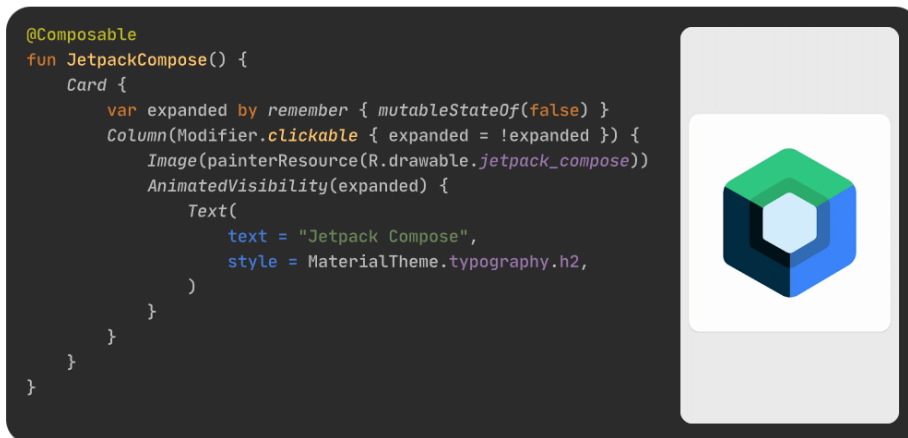 @Composable
fun JetpackCompose() {
    Card {
        var expanded by remember { mutableStateOf(false) }
        Column(Modifier.clickable { expanded = !expanded }) {
            Image(painterResource(R.drawable.jetpack_compose))
            AnimatedVisibility(expanded) {
                Text(
                    text = "Jetpack Compose",
                    style = MaterialTheme.typography.h2,
                )
            }
        }
    }
}